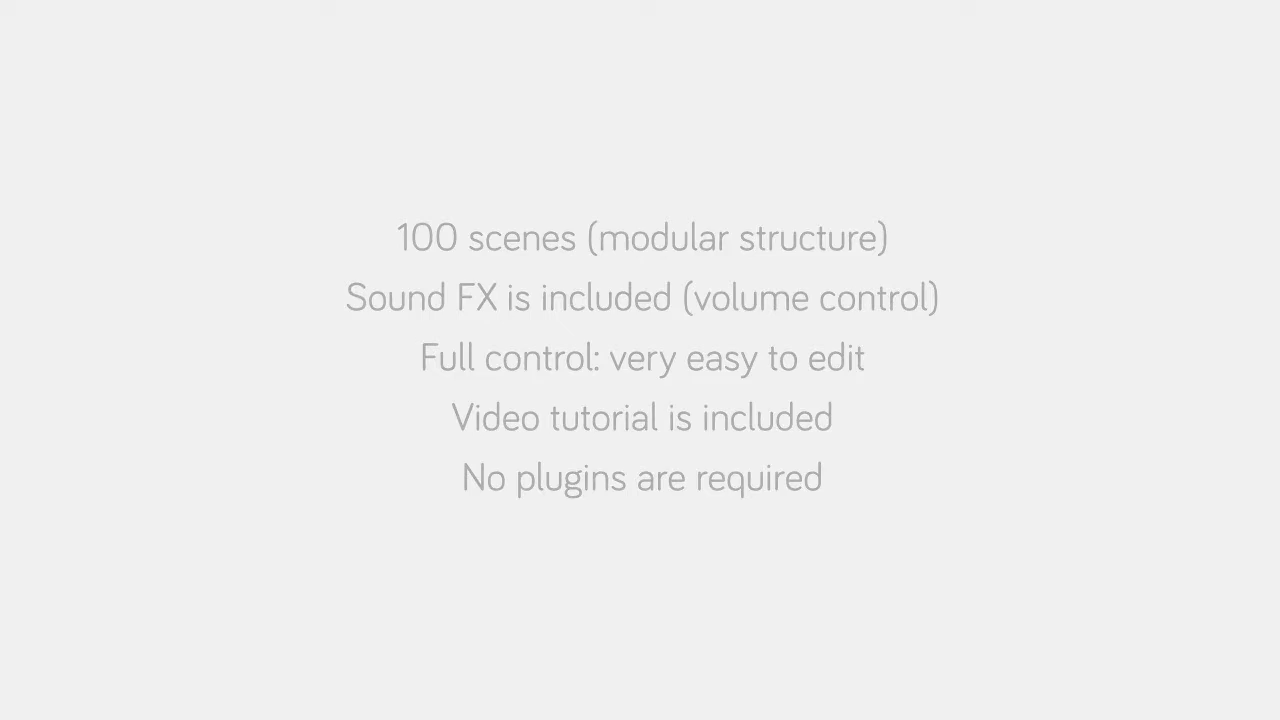 100 scenes (modular structure)
Sound FX is included (volume control)
Full control: very easy to edit
Video tutorial is included
No plugins are required